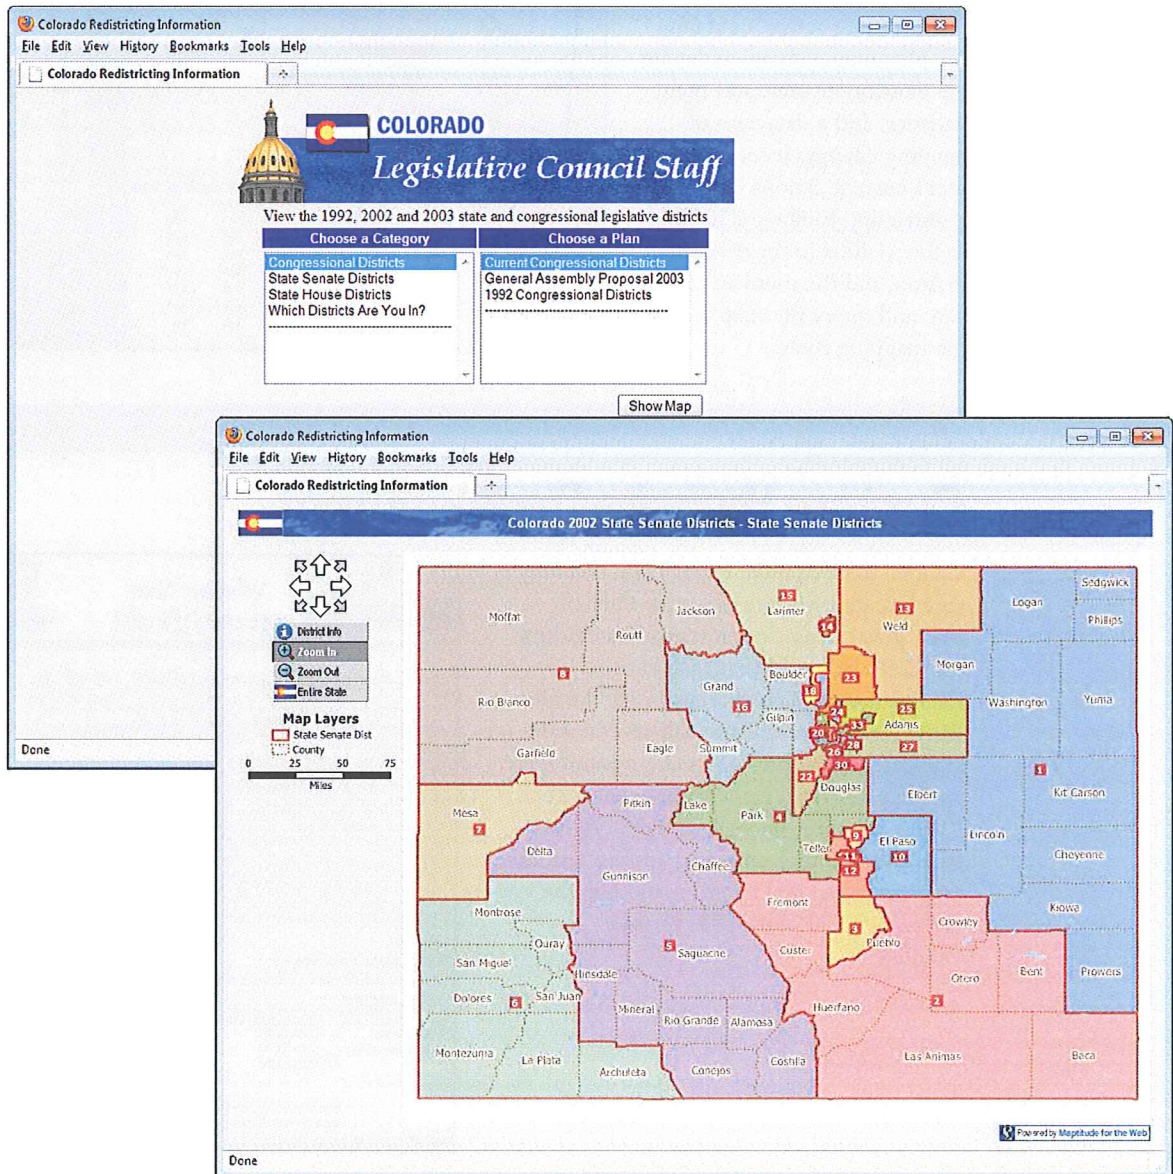 Colorado Redistricting Information
File Edit View History Bookmarks Tools Help
Colorado Redistricting Information
COLORADO
Legislative Council Staff
View the 1992, 2002 and 2003 state and congressional legislative districts
Choose a Category
Choose a Plan
Congressional Districts
State Senate Districts
State House Districts
Which Districts Are You In?
Current Congressional Districts
General Assembly Proposal 2003
1992 Congressional Districts
Show Map
Done
Colorado Redistricting Information
File Edit View History Bookmarks Tools Help
Colorado Redistricting Information
Colorado 2002 State Senate Districts - State Senate Districts
District Info
Zoom In
Zoom Out
Entire State
Map Layers
State Senate Dist
County
0 25 50 75
Miles
Moffat
Routt
Jackson
15
Larimer
14
13
Weld
Logan
Sedgwick
Phillips
8
Rio Blanco
Grand
16
Boulder
18
23
Morgan
Washington
Yuma
Garfield
Eagle
Summit
Gilpin
24
25
Adams
33
20
28
27
26
30
22
Douglas
Mesa
7
Pitkin
Lake
Park
4
Elbert
1
Kit Carson
Lincoln
Delta
Gunnison
Chaffee
Teller
9
11
12
El Paso
10
Cheyenne
Montrose
Fremont
Kiowa
Ouray
San Miguel
5
Saguache
Custer
3
Pueblo
Crowley
Otero
Bent
Prowers
Hinsdale
Dolores
6
San Juan
Mineral
Rio Grande
Alamosa
Huerfano
2
Montezuma
La Plata
Archuleta
Conejos
Costilla
Las Animas
Baca
Powered by Maptitude for the Web
Done